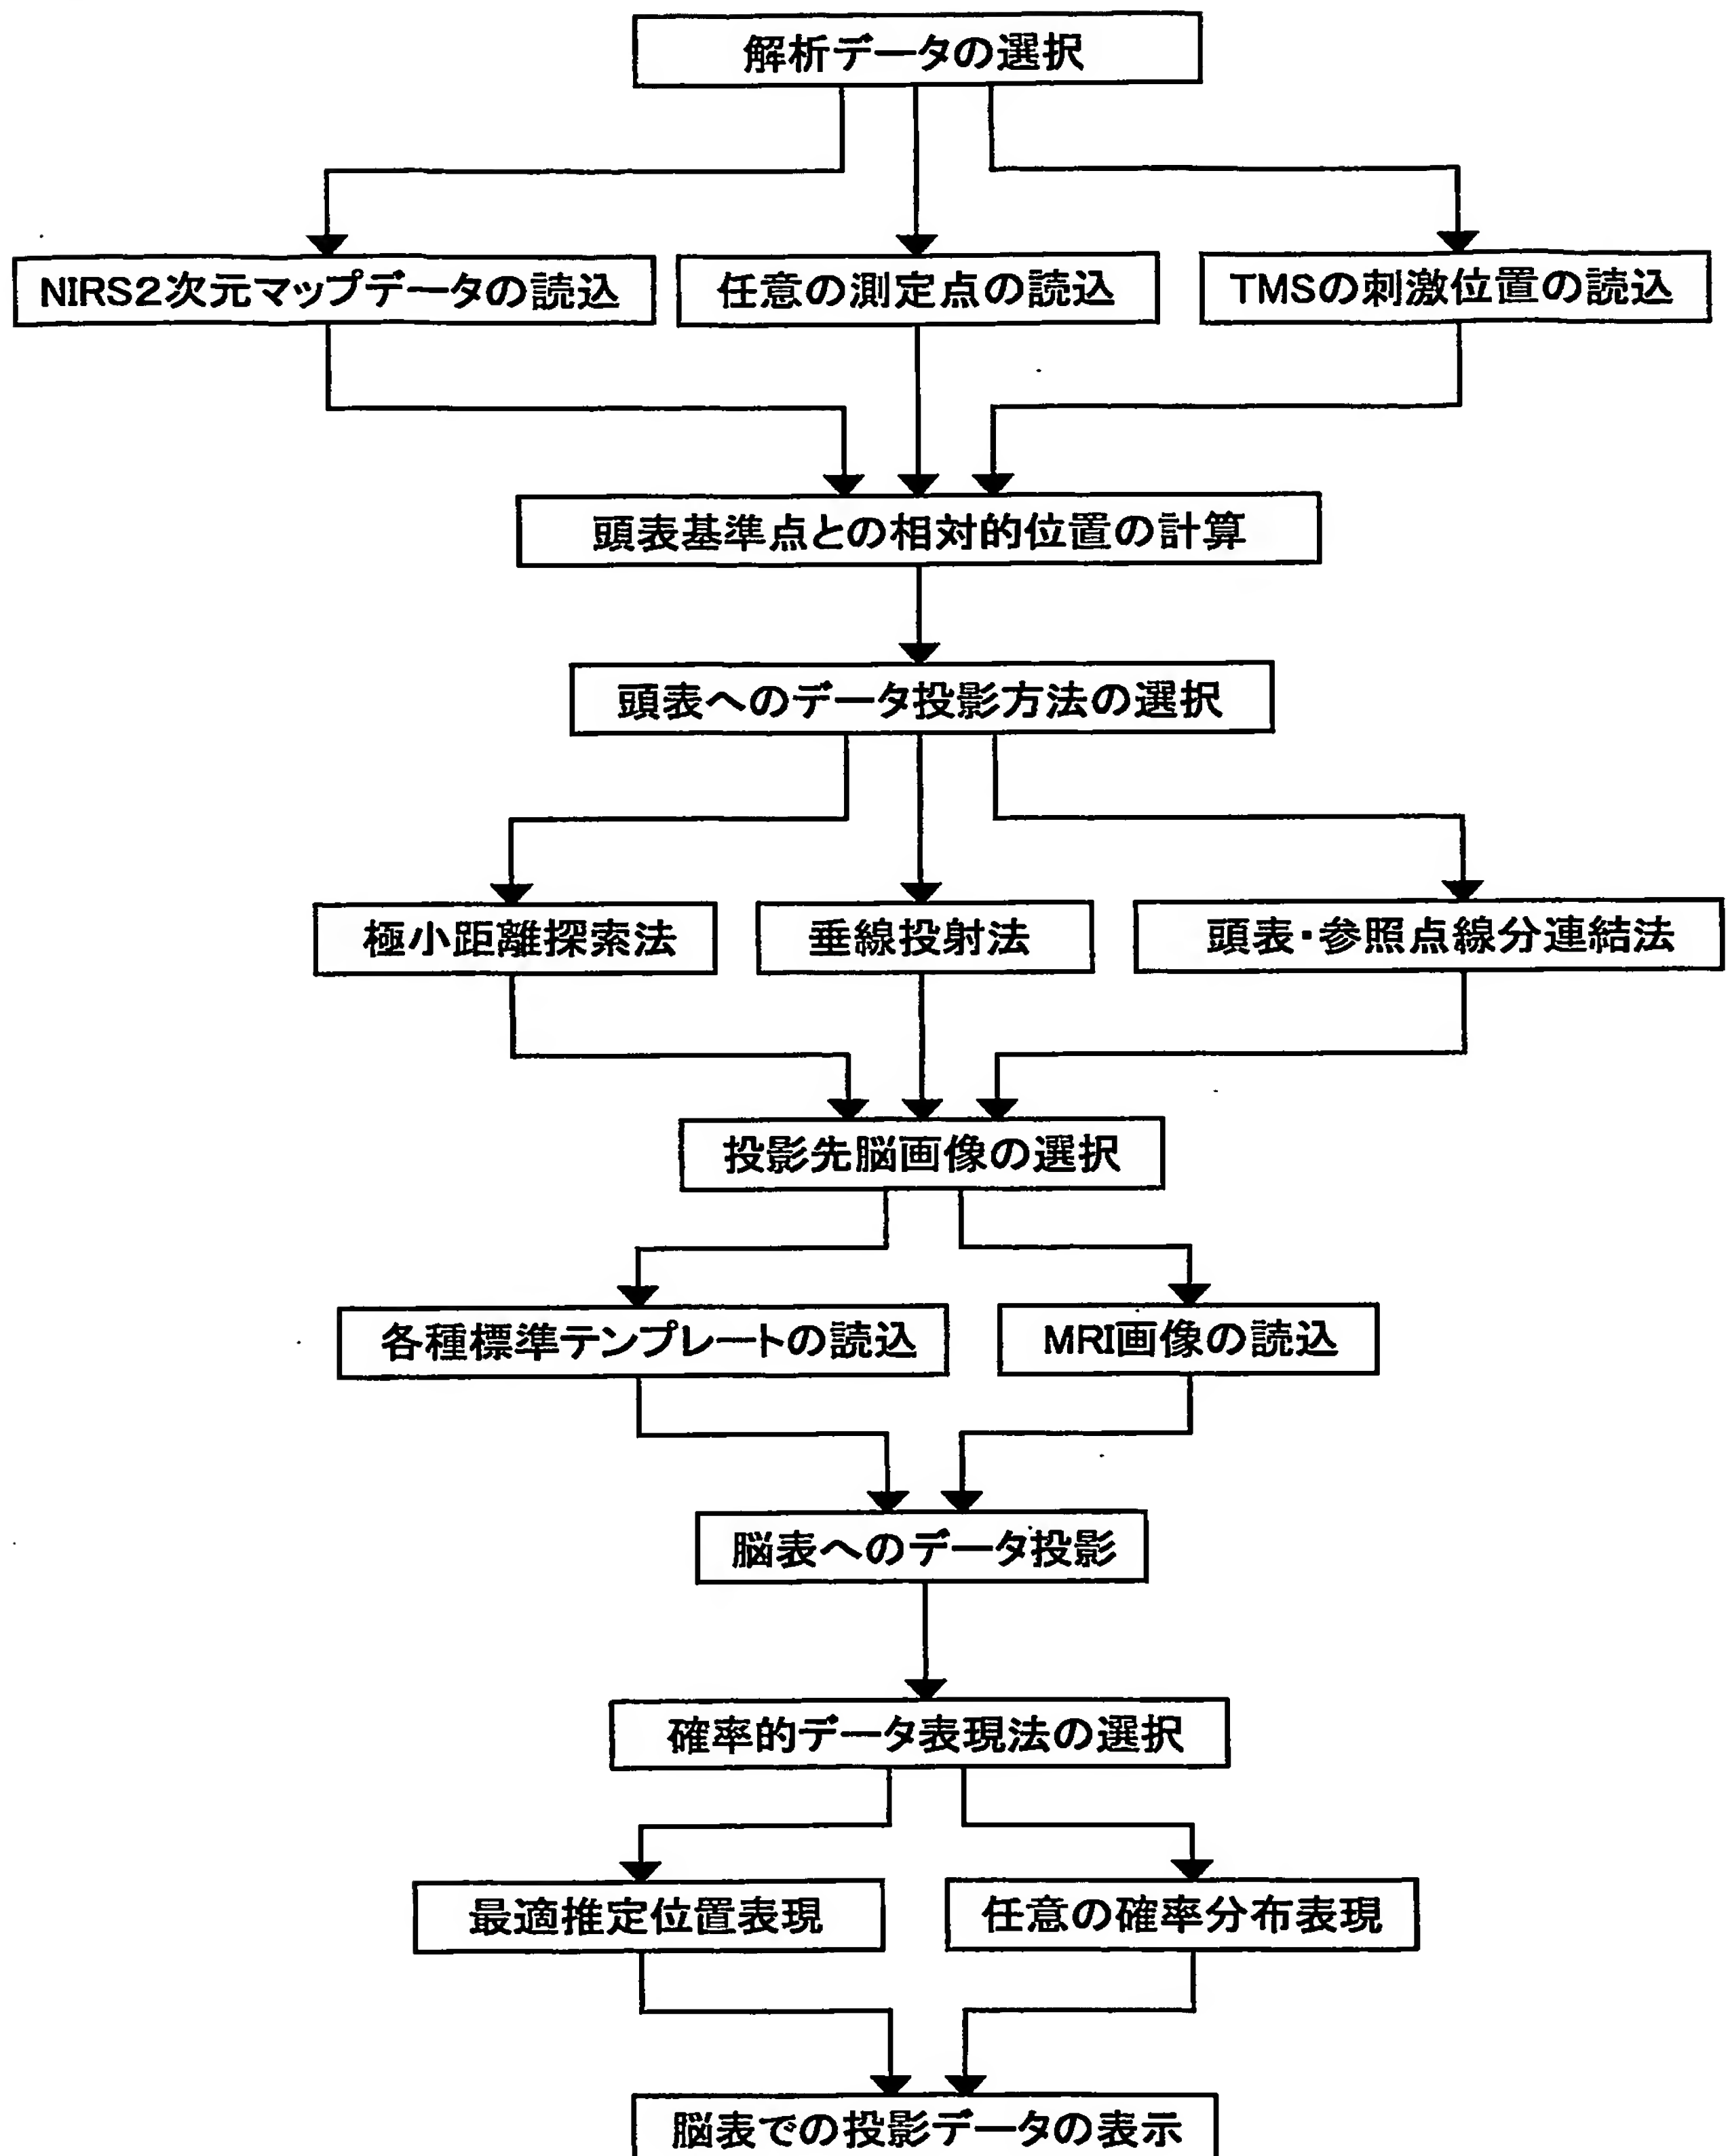 解析データの選択
NIRS2次元マップデータの読込
任意の測定点の読込
TMSの刺激位置の読込
頭表基準点との相対的位置の計算
頭表へのデータ投影方法の選択
極小距離探索法
垂線投射法
頭表・参照点線分連結法
投影先脳画像の選択
各種標準テンプレートの読込
MRI画像の読込
脳表へのデータ投影
確率的データ表現法の選択
最適推定位置表現
任意の確率分布表現
脳表での投影データの表示